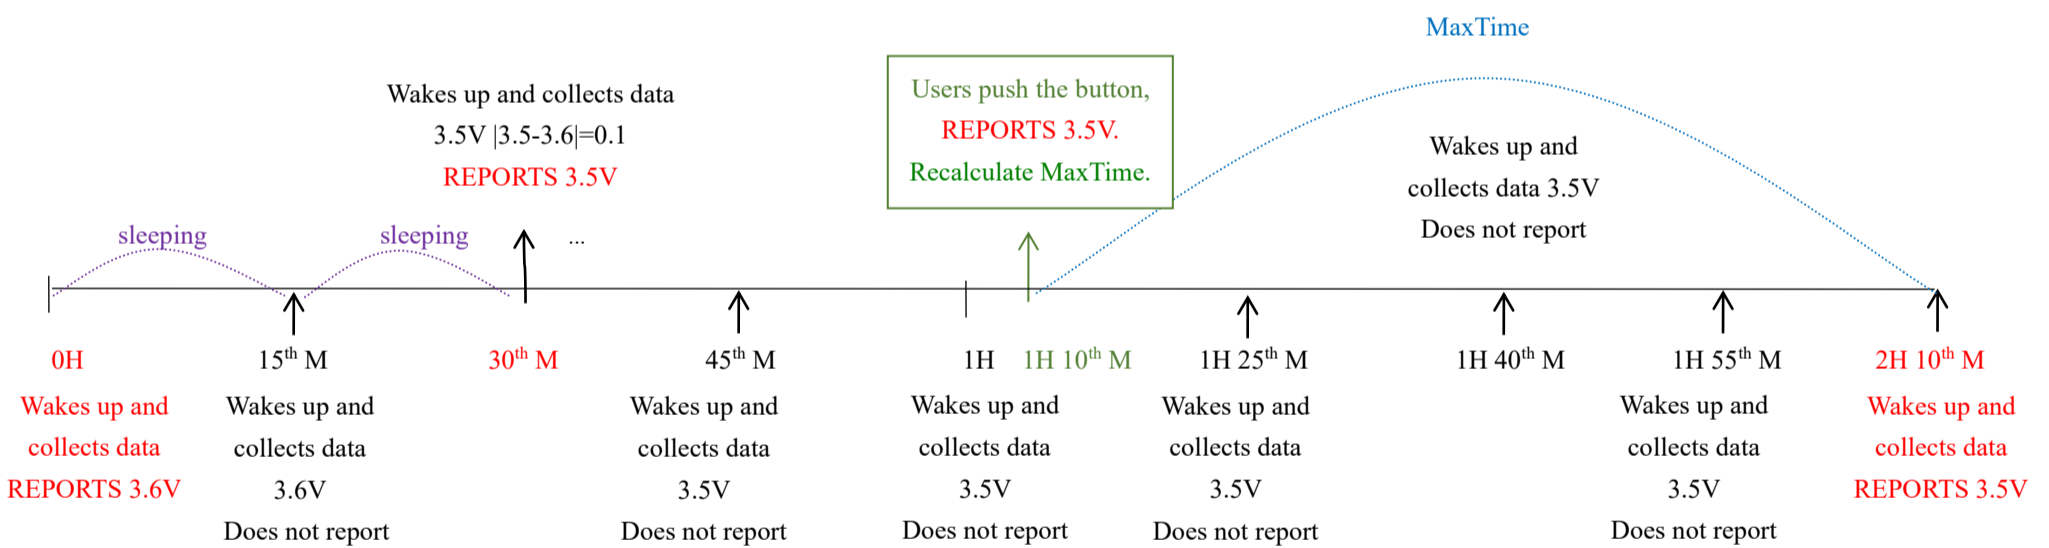 MaxTime
Wakes up and collects data
3.5V |3.5-3.6|=0.1
REPORTS 3.5V
Users push the button,
REPORTS 3.5V.
Recalculate MaxTime.
Wakes up and
collects data 3.5V
Does not report
sleeping
sleeping
...
0H
Wakes up and
collects data
REPORTS 3.6V
15th M
Wakes up and
collects data
3.6V
Does not report
30th M
45th M
Wakes up and
collects data
3.5V
Does not report
1H
Wakes up and
collects data
3.5V
Does not report
1H 10th M
1H 25th M
Wakes up and
collects data
3.5V
Does not report
1H 40th M
1H 55th M
Wakes up and
collects data
3.5V
Does not report
2H 10th M
Wakes up and
collects data
REPORTS 3.5V